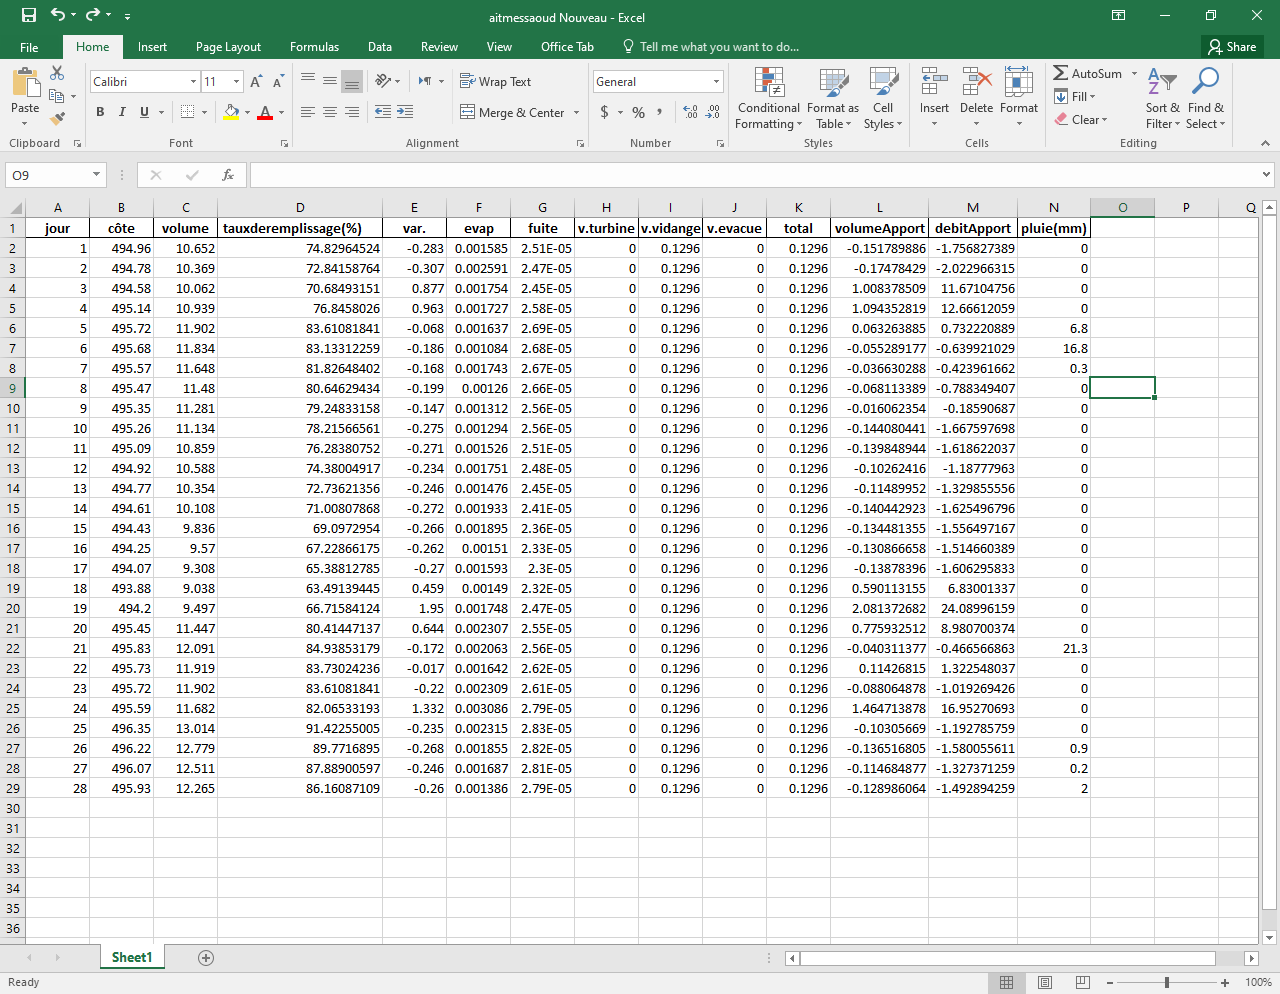 aitmessaoud Nouveau - Excel
File Home Insert Page Layout Formulas Data Review View Office Tab Tell me what you want to do... Share
Paste Calibri 11 Wrap Text General Conditional Formatting Format as Table Cell Styles Insert Delete Format AutoSum Fill Clear Sort & Filter Find & Select
B I U Merge & Center $ % ,
Clipboard Font Alignment Number Styles Cells Editing
O9 fx
A B C D E F G H I J K L M N O P Q
1 jour côte volume tauxderemplissage(%) var. evap fuite v.turbine v.vidange v.evacue total volumeApport debitApport pluie(mm)
2 1 494.96 10.652 74.82964524 -0.283 0.001585 2.51E-05 0 0.1296 0 0.1296 -0.151789886 -1.756827389 0
3 2 494.78 10.369 72.84158764 -0.307 0.002591 2.47E-05 0 0.1296 0 0.1296 -0.17478429 -2.022966315 0
4 3 494.58 10.062 70.68493151 0.877 0.001754 2.45E-05 0 0.1296 0 0.1296 1.008378509 11.67104756 0
5 4 495.14 10.939 76.8458026 0.963 0.001727 2.58E-05 0 0.1296 0 0.1296 1.094352819 12.66612059 0
6 5 495.72 11.902 83.61081841 -0.068 0.001637 2.69E-05 0 0.1296 0 0.1296 0.063263885 0.732220889 6.8
7 6 495.68 11.834 83.13312259 -0.186 0.001084 2.68E-05 0 0.1296 0 0.1296 -0.055289177 -0.639921029 16.8
8 7 495.57 11.648 81.82648402 -0.168 0.001743 2.67E-05 0 0.1296 0 0.1296 -0.036630288 -0.423961662 0.3
9 8 495.47 11.48 80.64629434 -0.199 0.00126 2.66E-05 0 0.1296 0 0.1296 -0.068113389 -0.788349407 0
10 9 495.35 11.281 79.24833158 -0.147 0.001312 2.56E-05 0 0.1296 0 0.1296 -0.016062354 -0.18590687 0
11 10 495.26 11.134 78.21566561 -0.275 0.001294 2.56E-05 0 0.1296 0 0.1296 -0.144080441 -1.667597698 0
12 11 495.09 10.859 76.28380752 -0.271 0.001526 2.51E-05 0 0.1296 0 0.1296 -0.139848944 -1.618622037 0
13 12 494.92 10.588 74.38004917 -0.234 0.001751 2.48E-05 0 0.1296 0 0.1296 -0.10262416 -1.18777963 0
14 13 494.77 10.354 72.73621356 -0.246 0.001476 2.45E-05 0 0.1296 0 0.1296 -0.11489952 -1.329855556 0
15 14 494.61 10.108 71.00807868 -0.272 0.001933 2.41E-05 0 0.1296 0 0.1296 -0.140442923 -1.625496796 0
16 15 494.43 9.836 69.0972954 -0.266 0.001895 2.36E-05 0 0.1296 0 0.1296 -0.134481355 -1.556497167 0
17 16 494.25 9.57 67.22866175 -0.262 0.00151 2.33E-05 0 0.1296 0 0.1296 -0.130866658 -1.514660389 0
18 17 494.07 9.308 65.38812785 -0.27 0.001593 2.3E-05 0 0.1296 0 0.1296 -0.13878396 -1.606295833 0
19 18 493.88 9.038 63.49139445 0.459 0.00149 2.32E-05 0 0.1296 0 0.1296 0.590113155 6.83001337 0
20 19 494.2 9.497 66.71584124 1.95 0.001748 2.47E-05 0 0.1296 0 0.1296 2.081372682 24.08996159 0
21 20 495.45 11.447 80.41447137 0.644 0.002307 2.55E-05 0 0.1296 0 0.1296 0.775932512 8.980700374 0
22 21 495.83 12.091 84.93853179 -0.172 0.002063 2.56E-05 0 0.1296 0 0.1296 -0.040311377 -0.466566863 21.3
23 22 495.73 11.919 83.73024236 -0.017 0.001642 2.62E-05 0 0.1296 0 0.1296 0.11426815 1.322548037 0
24 23 495.72 11.902 83.61081841 -0.22 0.002309 2.61E-05 0 0.1296 0 0.1296 -0.088064878 -1.019269426 0
25 24 495.59 11.682 82.06533193 1.332 0.003086 2.79E-05 0 0.1296 0 0.1296 1.464713878 16.95270693 0
26 25 496.35 13.014 91.42255005 -0.235 0.002315 2.83E-05 0 0.1296 0 0.1296 -0.10305669 -1.192785759 0
27 26 496.22 12.779 89.7716895 -0.268 0.001855 2.82E-05 0 0.1296 0 0.1296 -0.136516805 -1.580055611 0.9
28 27 496.07 12.511 87.88900597 -0.246 0.001687 2.81E-05 0 0.1296 0 0.1296 -0.114684877 -1.327371259 0.2
29 28 495.93 12.265 86.16087109 -0.26 0.001386 2.79E-05 0 0.1296 0 0.1296 -0.128986064 -1.492894259 2
30
31
32
33
34
35
36
Sheet1
Ready 100%